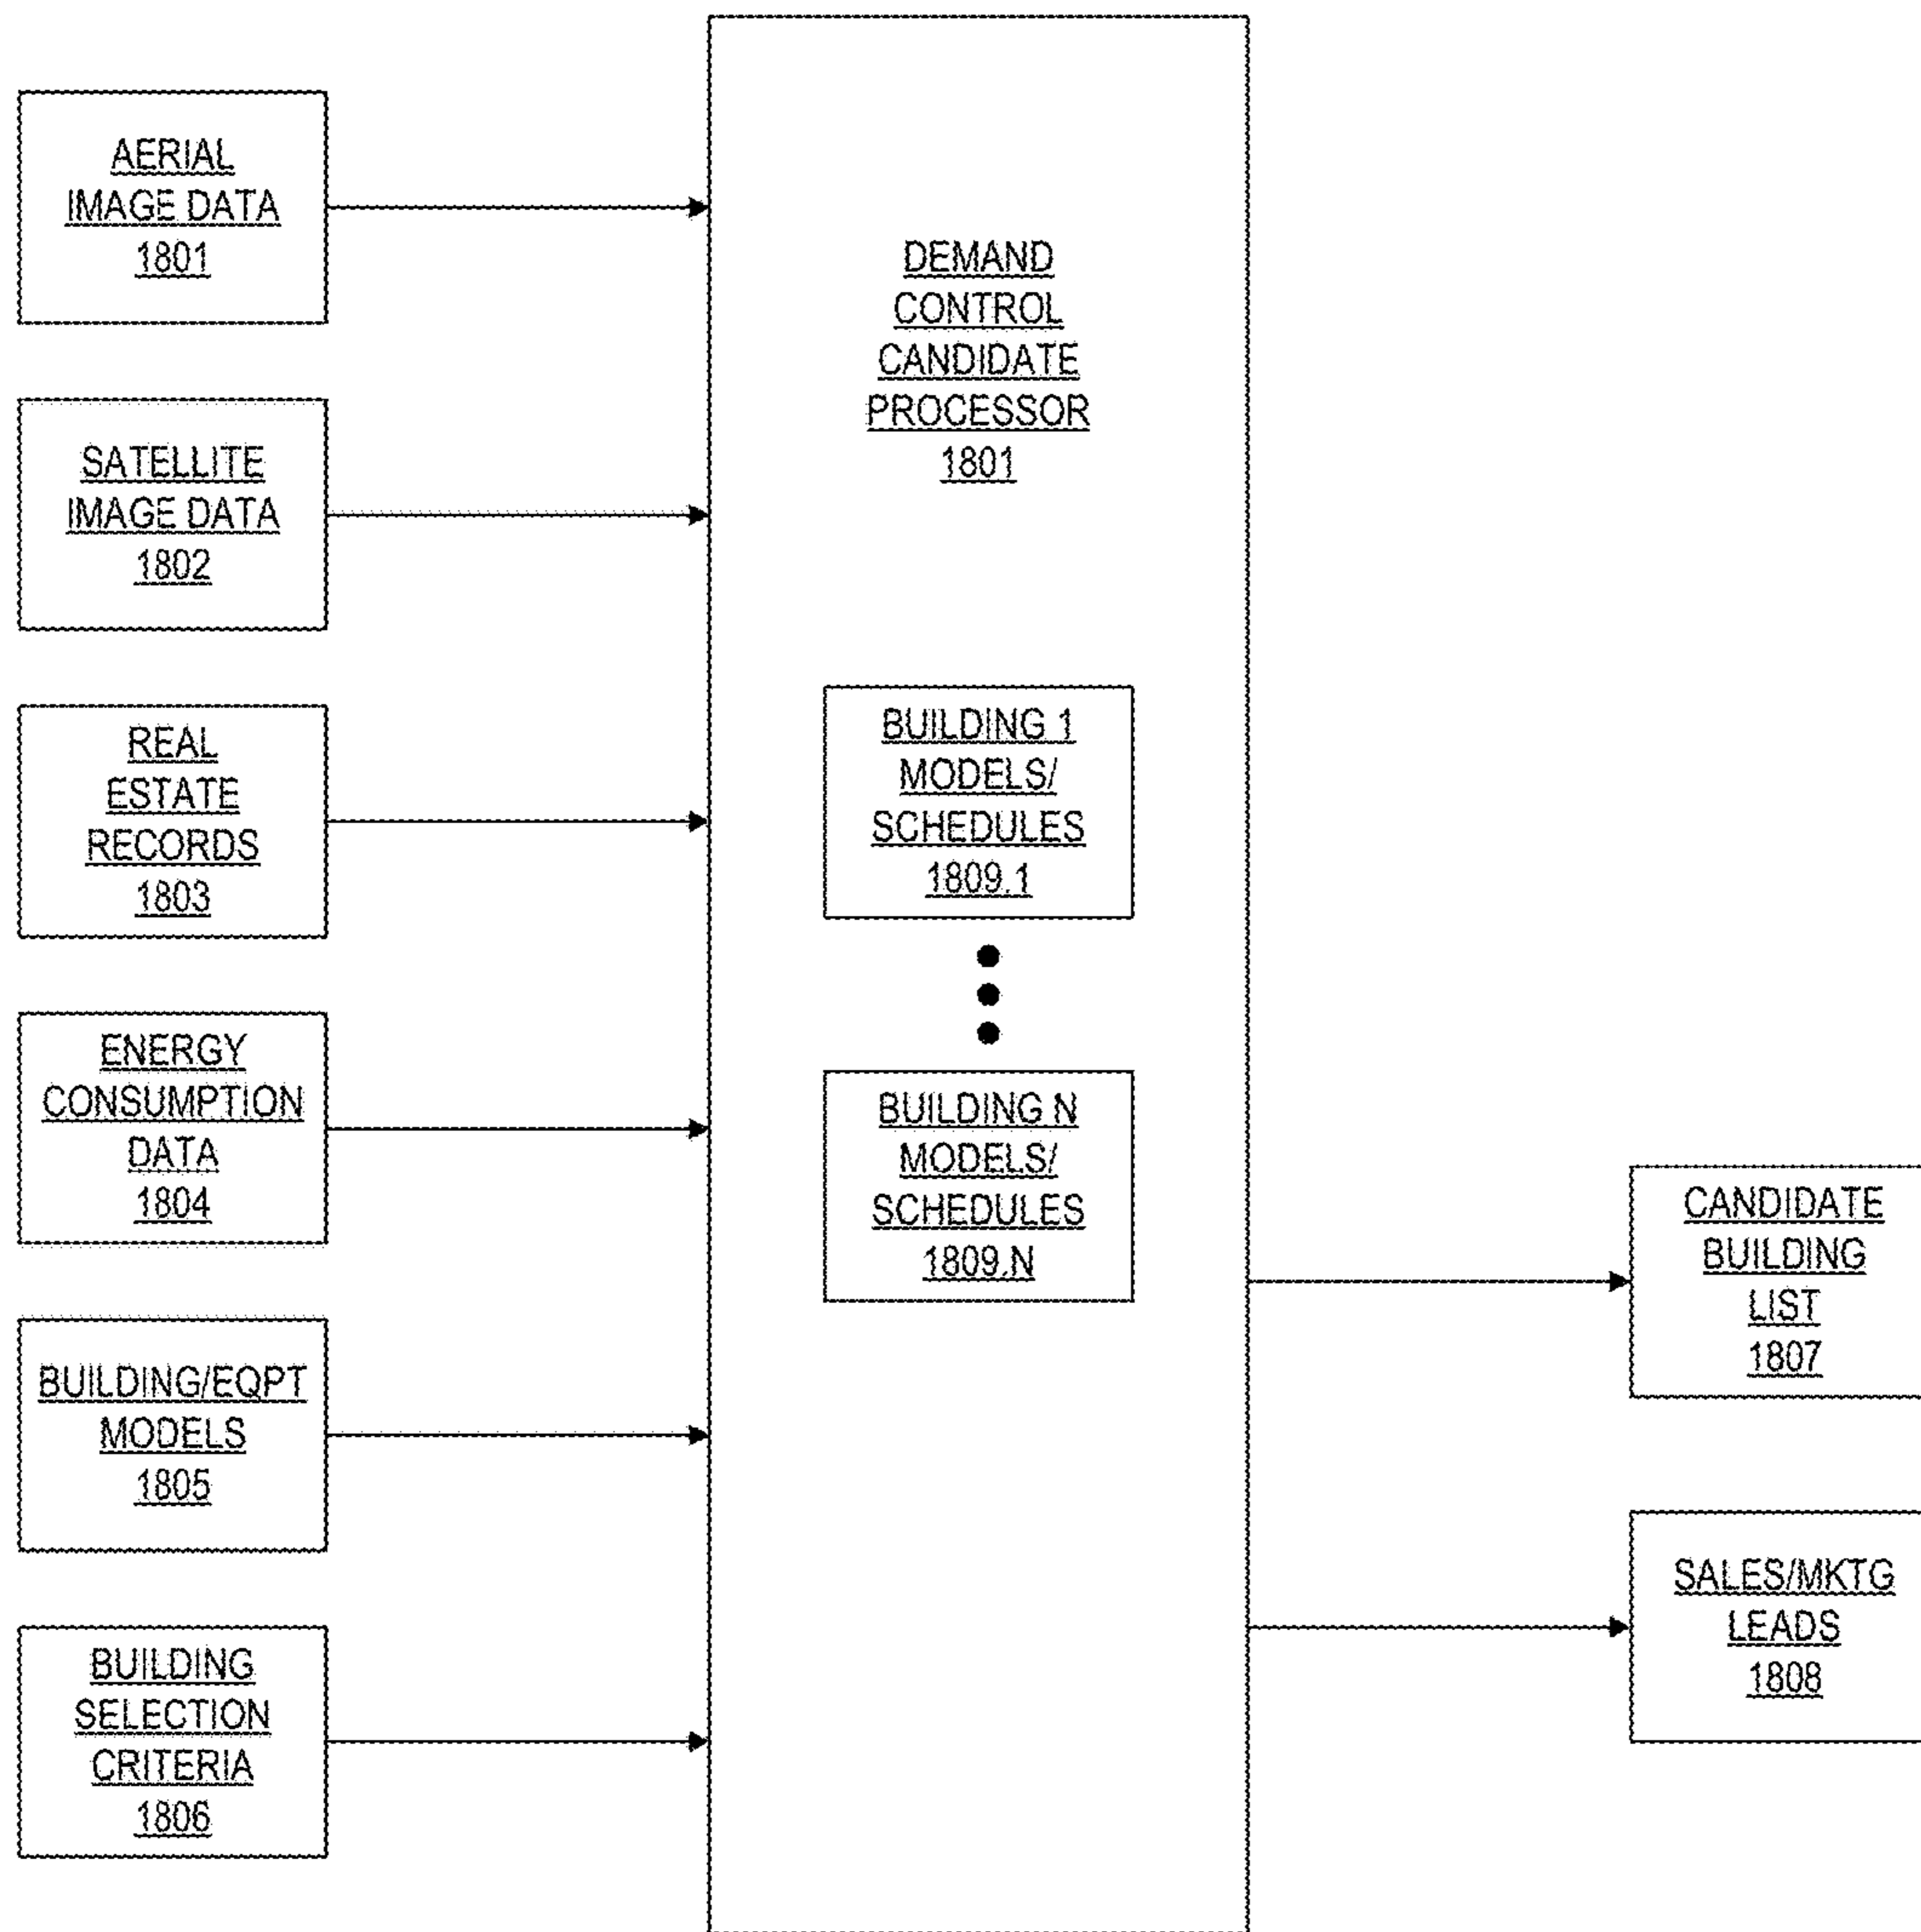 AERIAL
IMAGE DATA
1801
SATELLITE
IMAGE DATA
1802
REAL
ESTATE
RECORDS
1803
ENERGY
CONSUMPTION
DATA
1804
BUILDING/EQPT
MODELS
1805
BUILDING
SELECTION
CRITERIA
1806
DEMAND
CONTROL
CANDIDATE
PROCESSOR
1801
BUILDING 1
MODELS/
SCHEDULES
1809.1
BUILDING N
MODELS/
SCHEDULES
1809.N
CANDIDATE
BUILDING
LIST
1807
SALES/MKTG
LEADS
1808